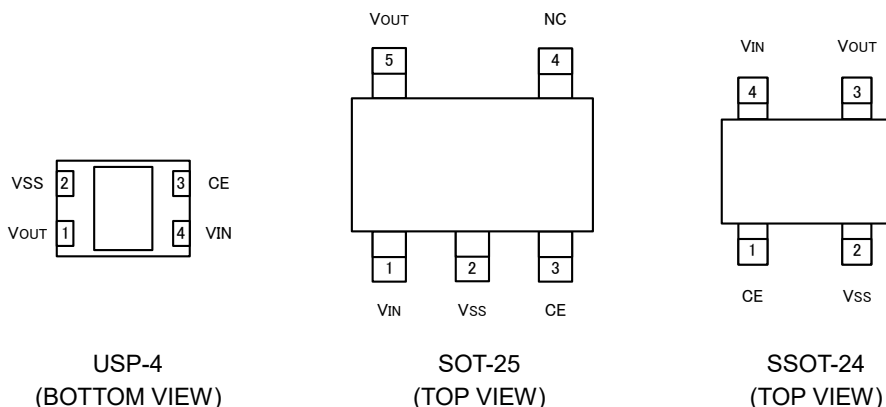 VSS 2 3 CE
VOUT 1 4 VIN
USP-4
(BOTTOM VIEW)
VOUT NC
5 4
1 2 3
VIN VSS CE
SOT-25
(TOP VIEW)
VIN VOUT
4 3
1 2
CE VSS
SSOT-24
(TOP VIEW)